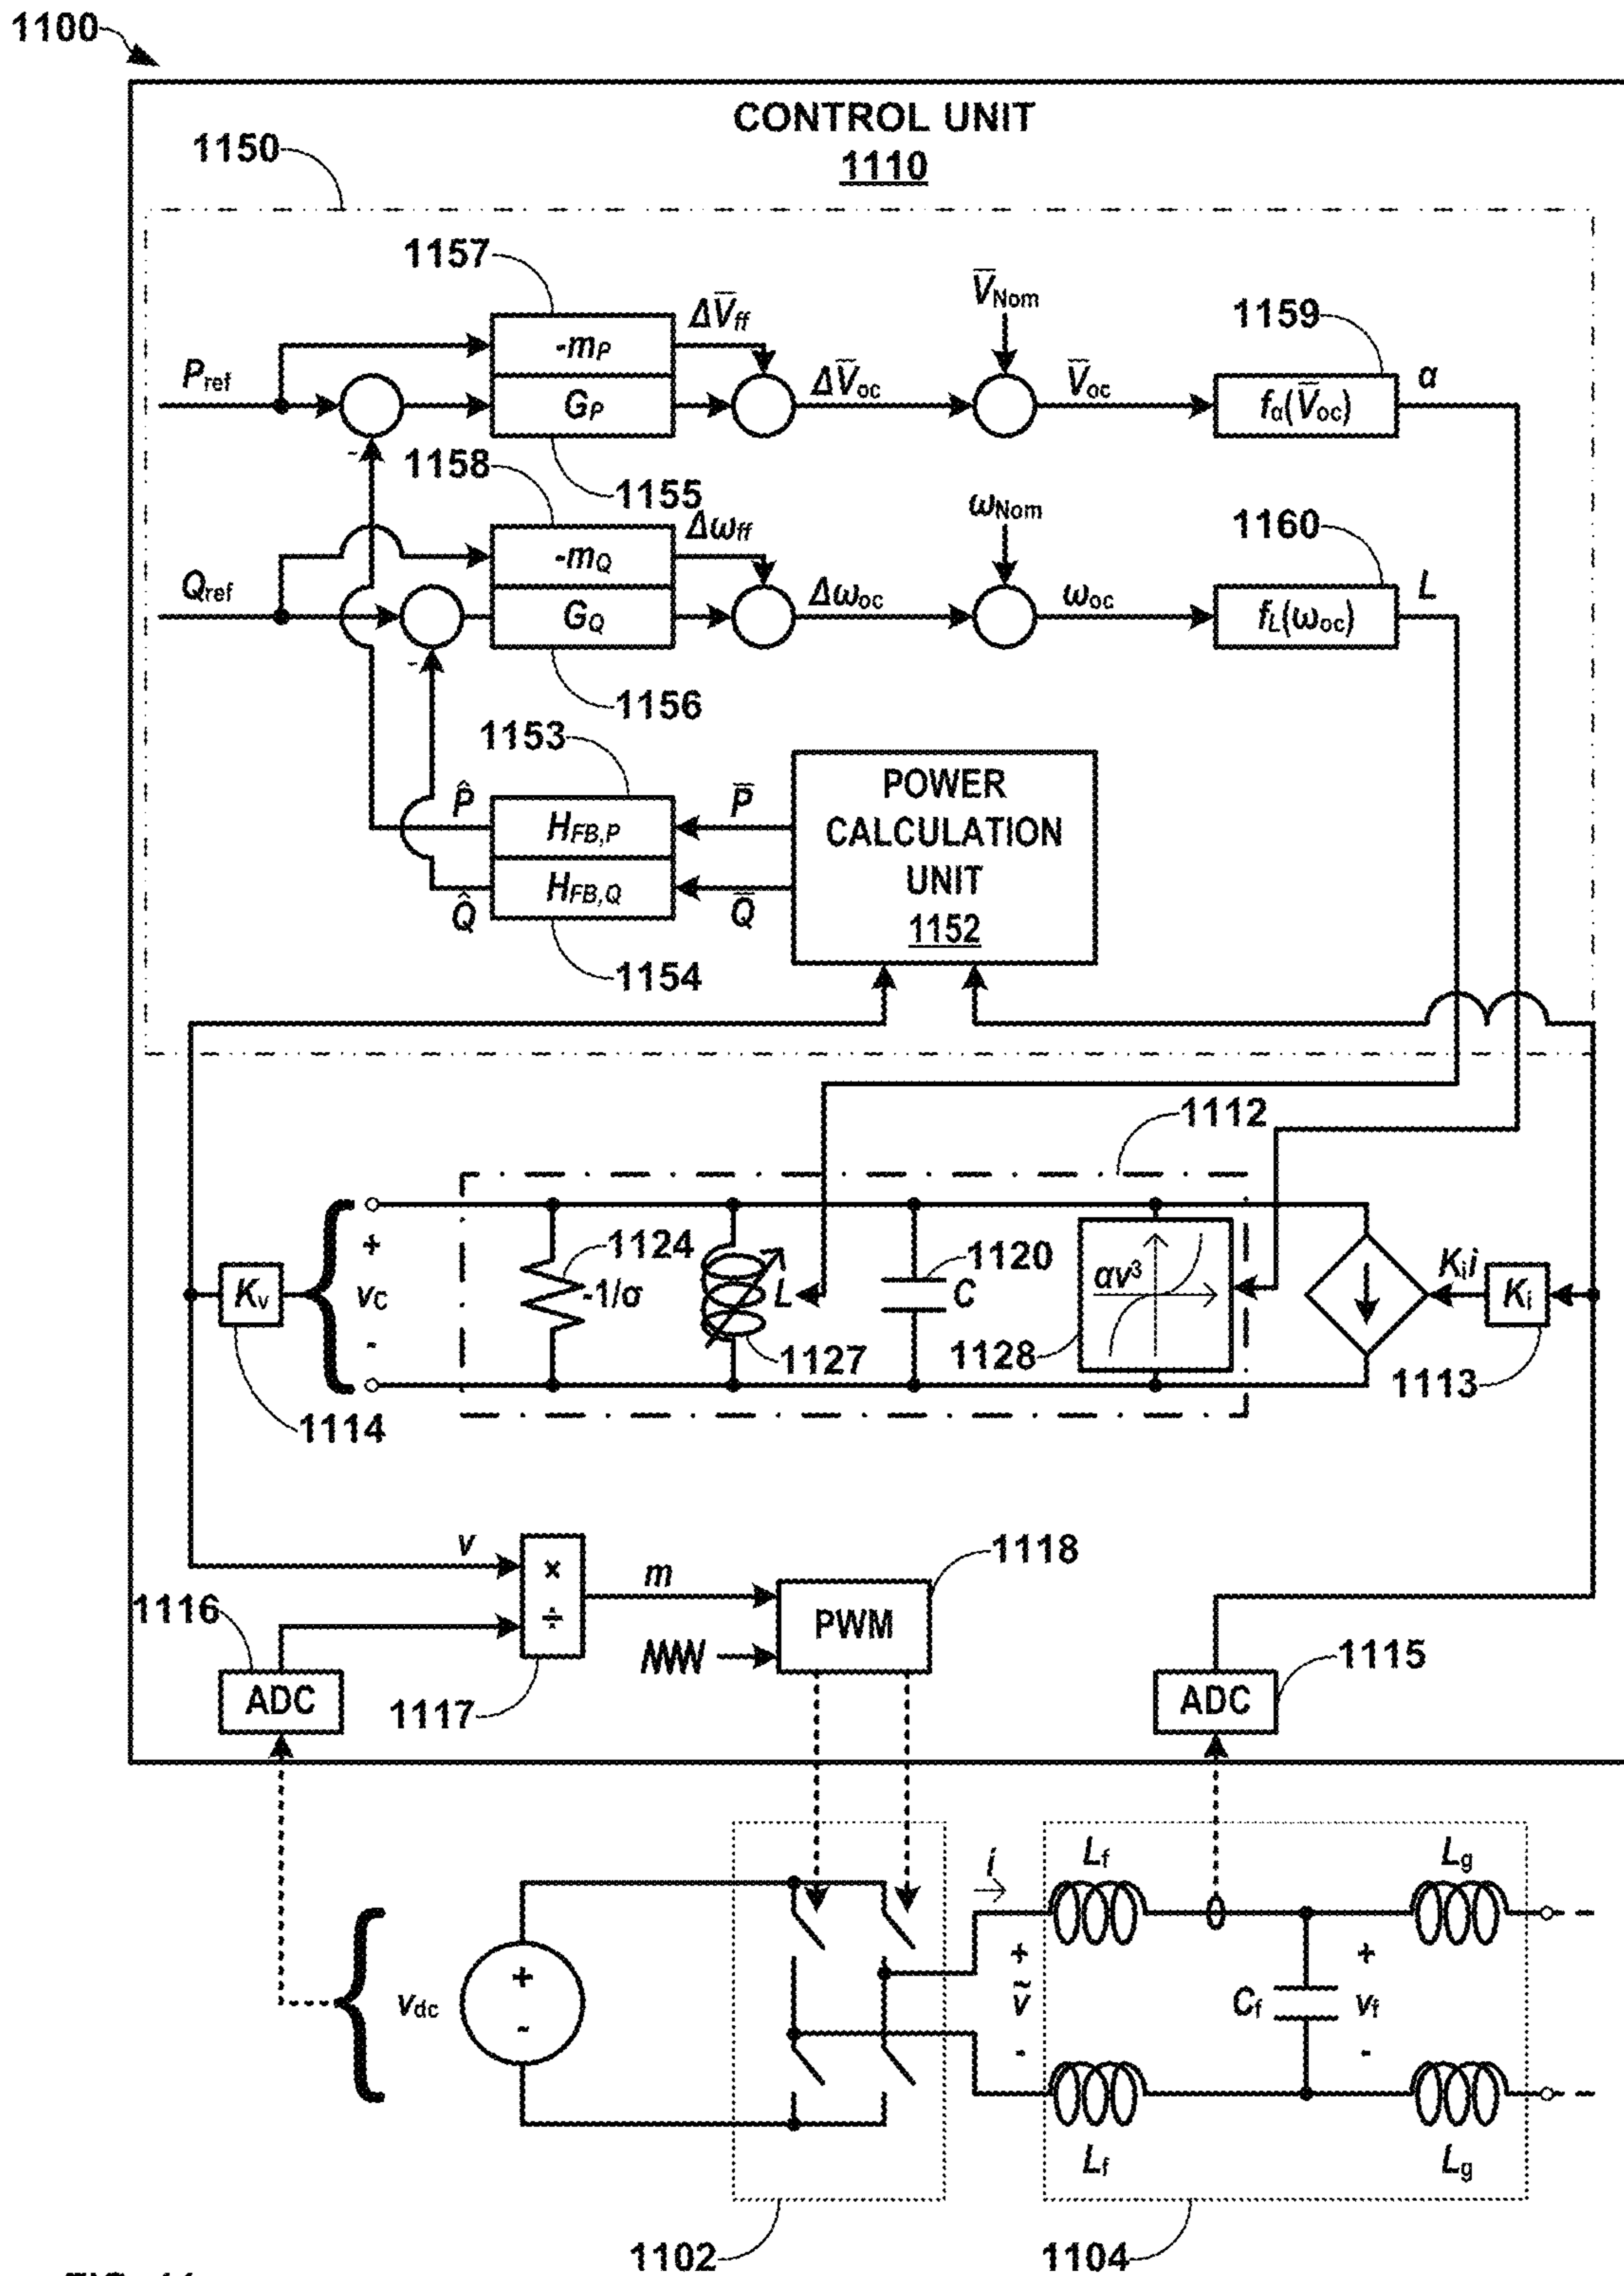 1100
CONTROL UNIT
1110
1150
1157
ΔV̅ff
V̅Nom
1159
Pref
-mP
GP
ΔV̅oc
V̅oc
fα(V̅oc)
α
-
1158
1155
Δωff
ωNom
1160
Qref
-mQ
GQ
Δωoc
ωoc
fL(ωoc)
L
-
1156
1153
P̂
HFB,P
P̅
POWER
CALCULATION
UNIT
1152
Q̂
HFB,Q
Q̅
1154
1112
Kv
+
vC
-
1124
-1/σ
L
1127
1120
C
αv³
1128
Kii
Ki
1113
1114
v
×
÷
m
1118
PWM
1116
ADC
1117
1115
ADC
vdc
+
-
i
Lf
Lg
+
ṽ
-
Cf
+
vf
-
Lf
Lg
1102
1104